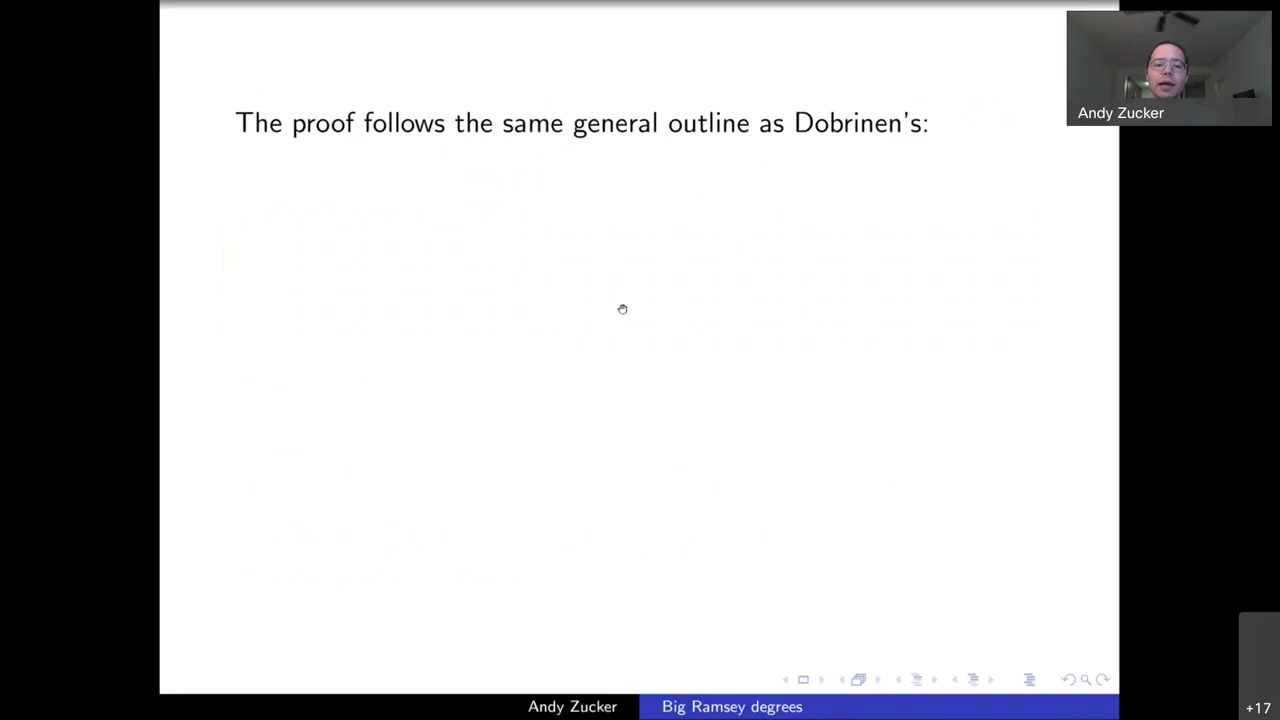 The proof follows the same general outline as Dobrinen's:
Andy Zucker
Andy Zucker Big Ramsey degrees
+17